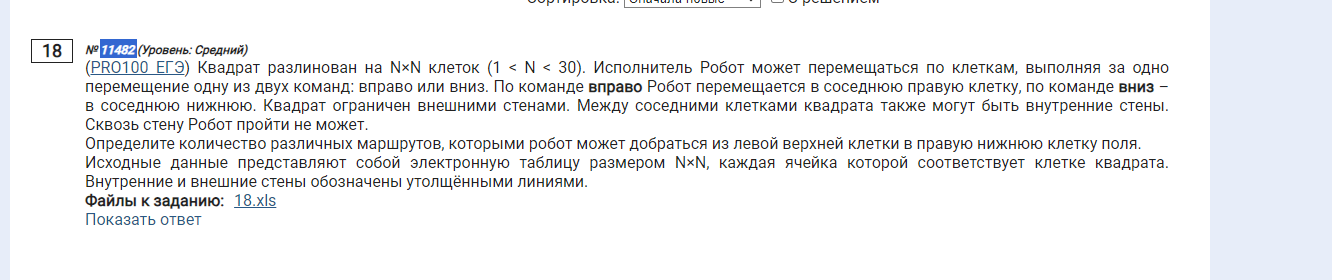 Сортировка: Сначала новые С решением
18
№ 11482 (Уровень: Средний)
(PRO100 ЕГЭ) Квадрат разлинован на N×N клеток (1 < N < 30). Исполнитель Робот может перемещаться по клеткам, выполняя за одно
перемещение одну из двух команд: вправо или вниз. По команде вправо Робот перемещается в соседнюю правую клетку, по команде вниз –
в соседнюю нижнюю. Квадрат ограничен внешними стенами. Между соседними клетками квадрата также могут быть внутренние стены.
Сквозь стену Робот пройти не может.
Определите количество различных маршрутов, которыми робот может добраться из левой верхней клетки в правую нижнюю клетку поля.
Исходные данные представляют собой электронную таблицу размером N×N, каждая ячейка которой соответствует клетке квадрата.
Внутренние и внешние стены обозначены утолщёнными линиями.
Файлы к заданию: 18.xls
Показать ответ